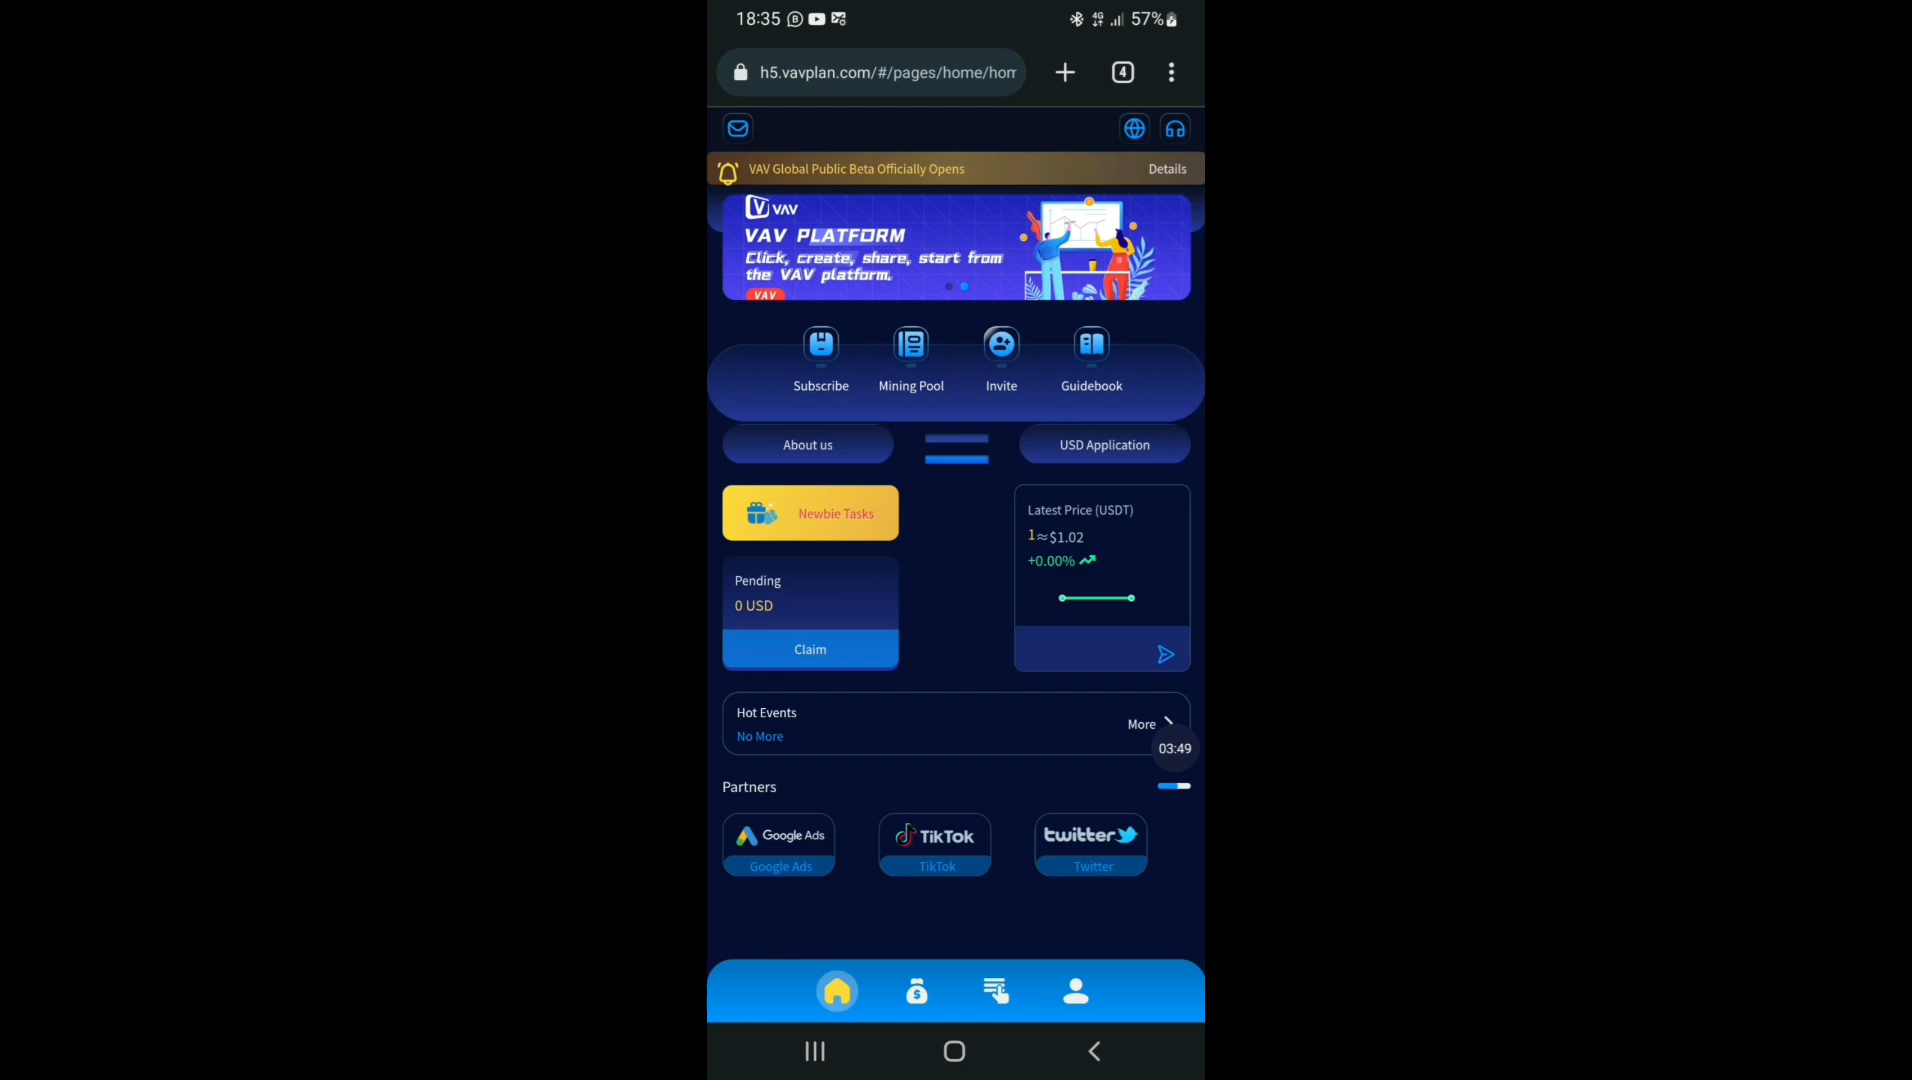 18:35
4G
57%
h5.vavplan.com/#/pages/home/hom
4
VAV Global Public Beta Officially Opens
Details
V VAV
VAV PLATFORM
Click, create, share, start from
the VAV platform.
VAV
Subscribe
Mining Pool
Invite
Guidebook
About us
USD Application
Newbie Tasks
Latest Price (USDT)
1≈$1.02
+0.00%
Pending
0 USD
Claim
Hot Events
No More
More
03:49
Partners
Google Ads
TikTok
twitter
Google Ads
TikTok
Twitter